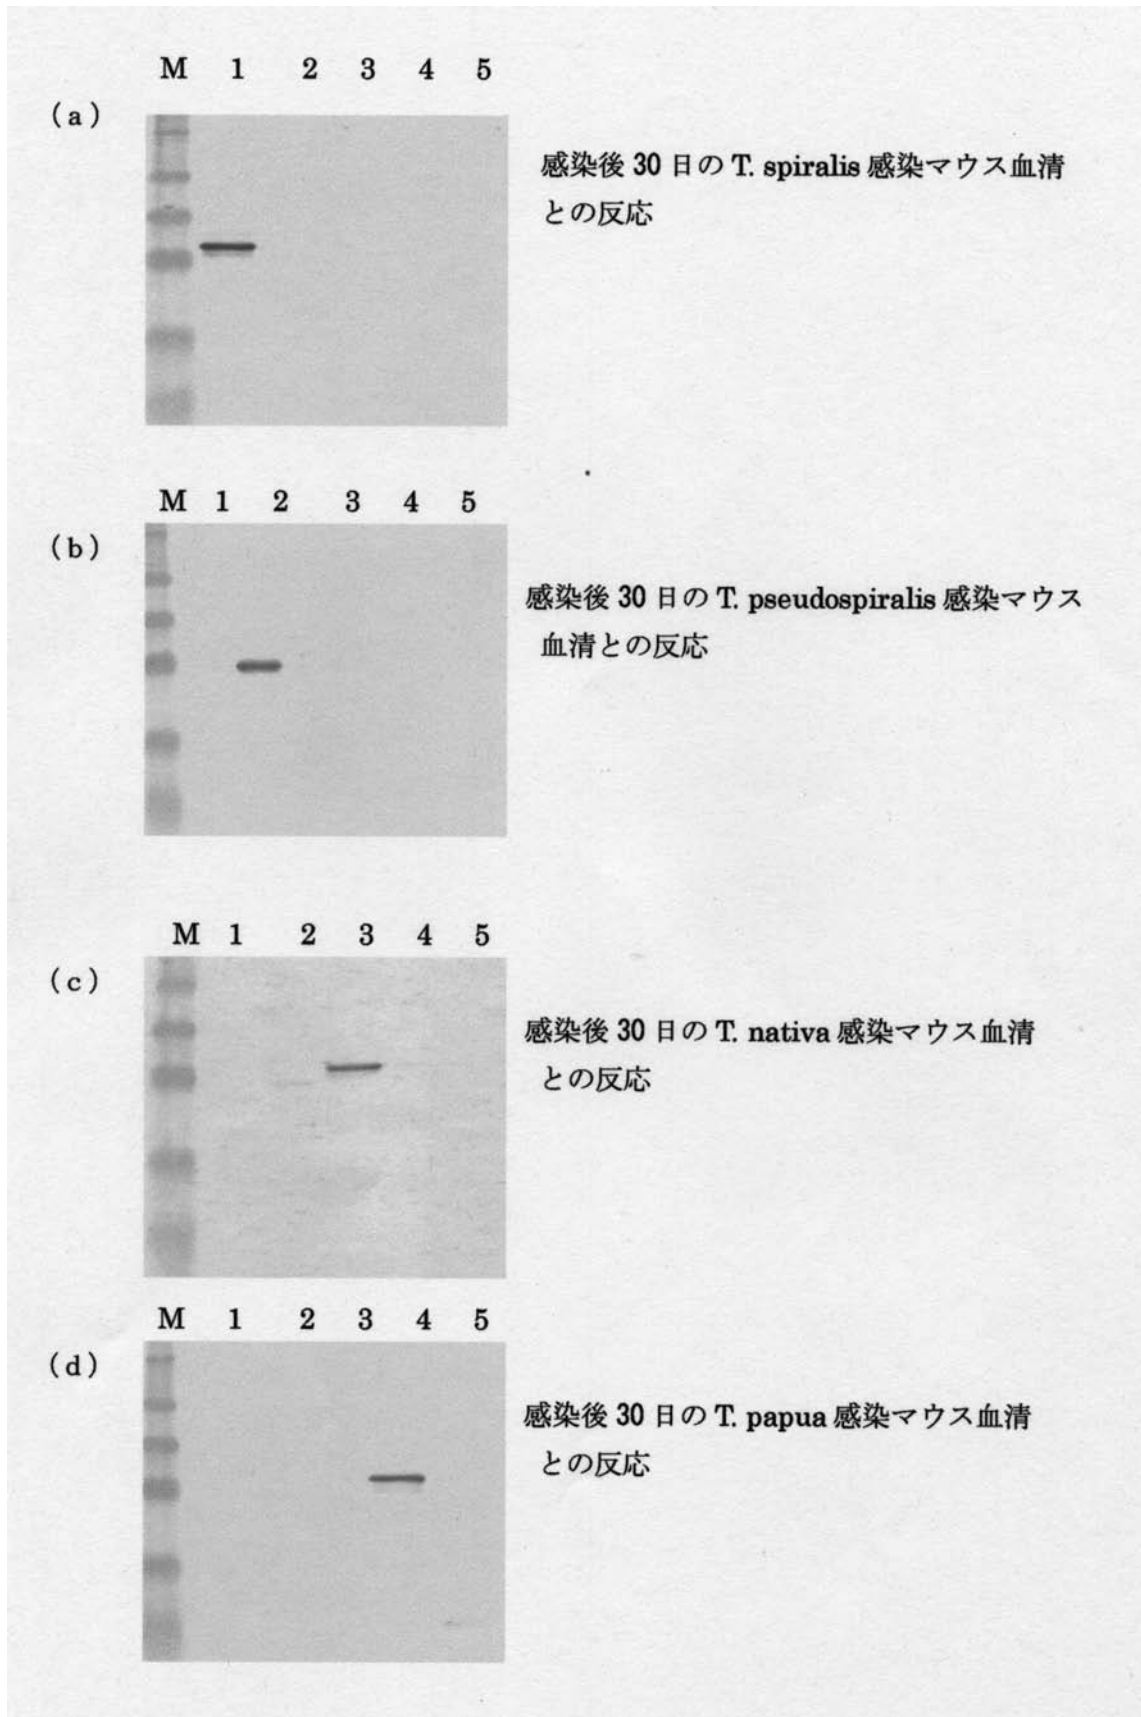 M 1 2 3 4 5
(a)
感染後 30 日の T. spiralis 感染マウス血清
との反応
M 1 2 3 4 5
(b)
感染後 30 日の T. pseudospiralis 感染マウス
血清との反応
M 1 2 3 4 5
(c)
感染後 30 日の T. nativa 感染マウス血清
との反応
M 1 2 3 4 5
(d)
感染後 30 日の T. papua 感染マウス血清
との反応